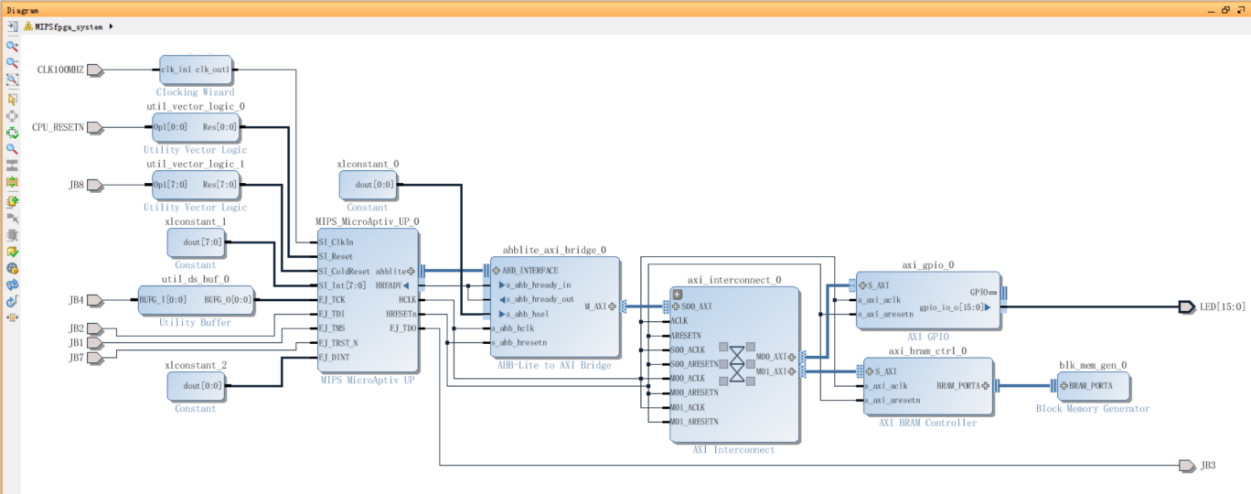 Diagram
MIPSfpga_system
CLK100MHZ
clk_in1 clk_out1
Clocking Wizard
util_vector_logic_0
CPU_RESETN
Op1[0:0] Res[0:0]
Utility Vector Logic
util_vector_logic_1
JB8
Op1[7:0] Res[7:0]
Utility Vector Logic
xlconstant_0
dout[0:0]
Constant
xlconstant_1
dout[7:0]
Constant
util_ds_buf_0
JB4
BUFG_I[0:0] BUFG_O[0:0]
Utility Buffer
JB2
JB1
JB7
xlconstant_2
dout[0:0]
Constant
MIPS_MicroAptiv_UP_0
SI_ClkIn
SI_Reset
SI_ColdReset ahblite
SI_Int[7:0] HREADY
EJ_TCK HCLK
EJ_TDI HRESETn
EJ_TMS EJ_TDO
EJ_TRST_N
EJ_DINT
MIPS MicroAptiv UP
ahblite_axi_bridge_0
AHB_INTERFACE
s_ahb_hready_in
s_ahb_hready_out
M_AXI
s_ahb_hsel
s_ahb_hclk
s_ahb_hresetn
AHB-Lite to AXI Bridge
axi_interconnect_0
S00_AXI
ACLK
ARESETN
S00_ACLK
S00_ARESETN
M00_AXI
M00_ACLK
M01_AXI
M00_ARESETN
M01_ACLK
M01_ARESETN
AXI Interconnect
axi_gpio_0
S_AXI
GPIO
s_axi_aclk
gpio_io_o[15:0]
s_axi_aresetn
AXI GPIO
LED[15:0]
axi_bram_ctrl_0
S_AXI
s_axi_aclk BRAM_PORTA
s_axi_aresetn
AXI BRAM Controller
blk_mem_gen_0
BRAM_PORTA
Block Memory Generator
JB3